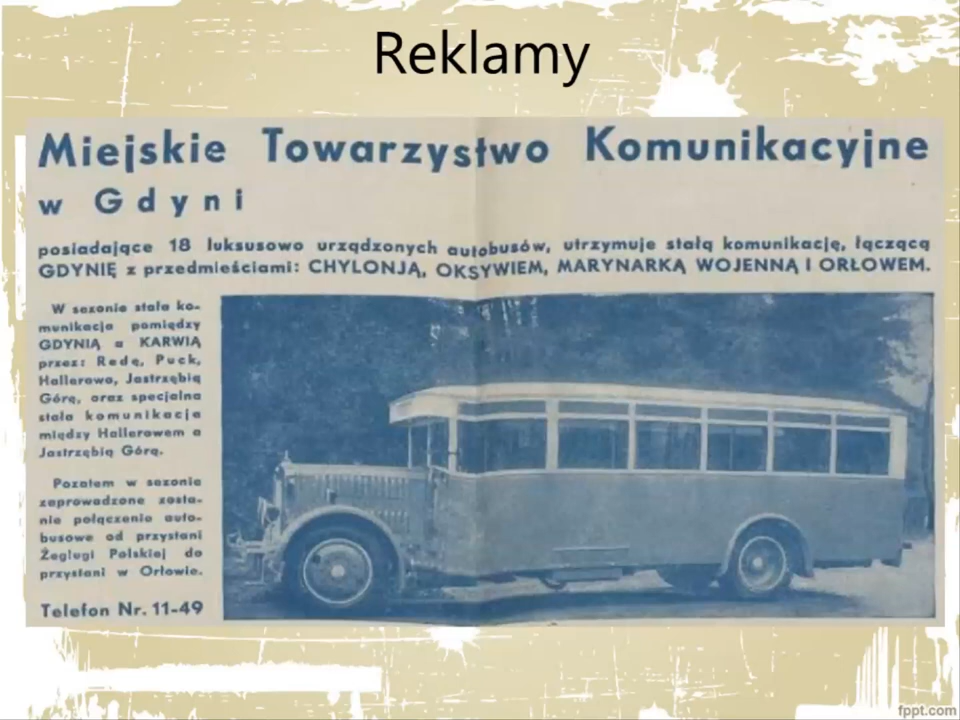 Reklamy
Miejskie Towarzystwo Komunikacyjne
w Gdyni
posiadające 18 luksusowo urządzonych autobusów, utrzymuje stałą komunikację, łączącą
GDYNIĘ z przedmieściami: CHYLONJĄ, OKSYWIEM, MARYNARKĄ WOJENNĄ I ORŁOWEM.
W sezonie stała ko-
munikacja pomiędzy
GDYNIĄ a KARWIĄ
przez: Redę, Puck,
Hallerowo, Jastrzębią
Górę, oraz specjalna
stała komunikacja
między Hallerowem a
Jastrzębią Górą.
Pozatem w sezonie
zaprowadzone zosta-
nie połączenie auto-
busowe od przystani
Żeglugi Polskiej do
przystani w Orłowie.
Telefon Nr. 11-49
fppt.com